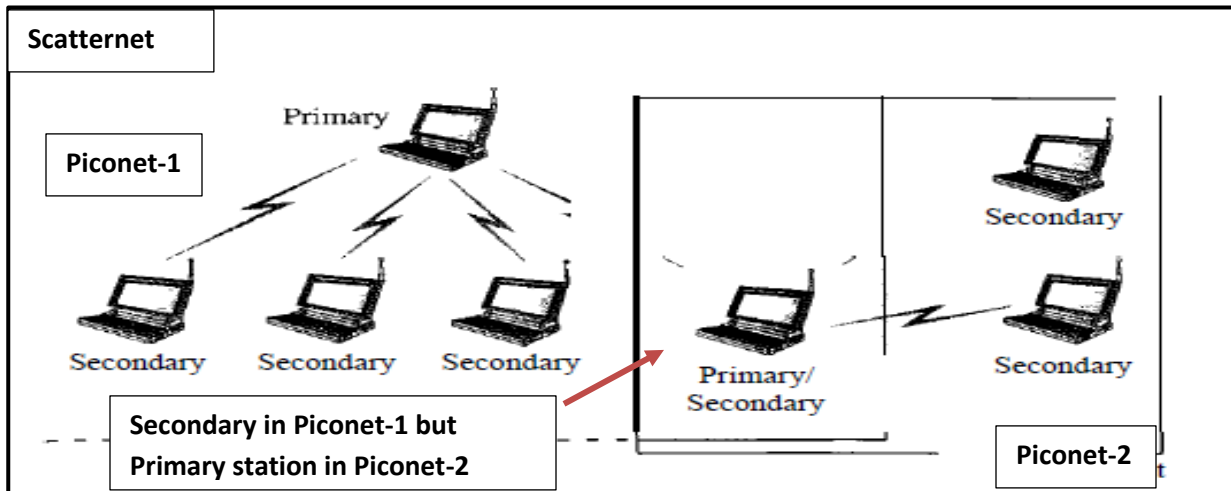 Scatternet
Primary
Piconet-1
Secondary
Secondary
Secondary
Secondary
Secondary
Primary/
Secondary
Secondary in Piconet-1 but
Primary station in Piconet-2
Piconet-2
t